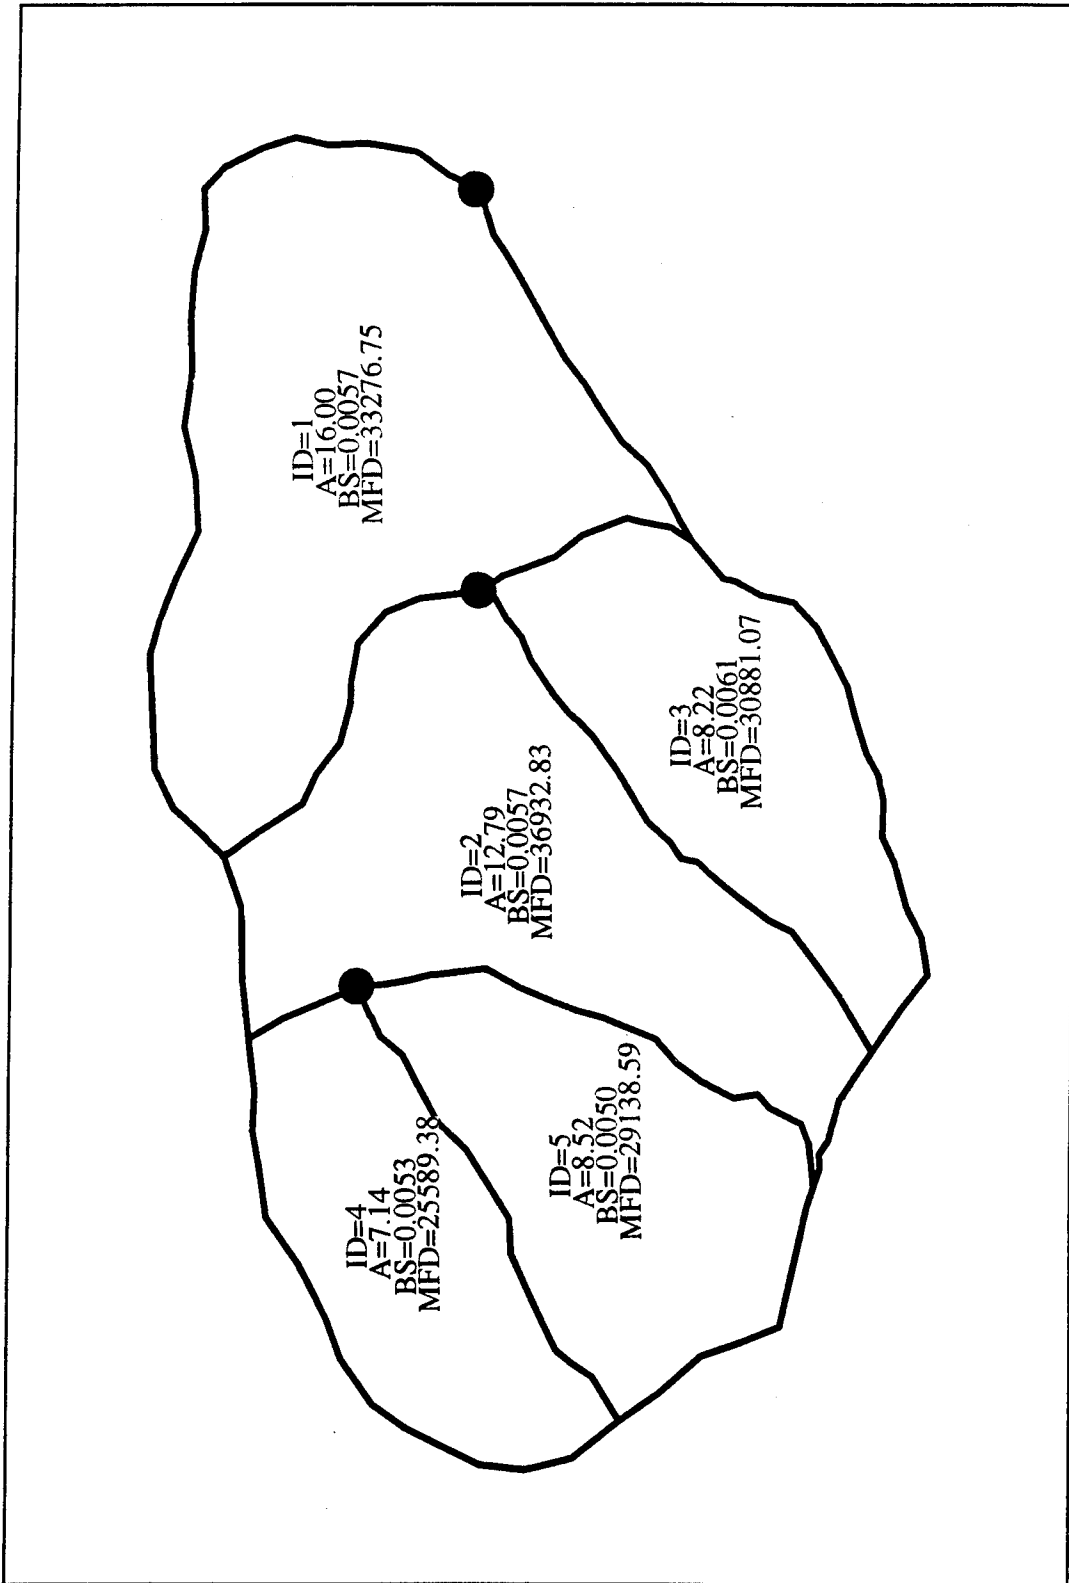 ID=1
A=16.00
BS=0.0057
MFD=33276.75
ID=2
A=12.79
BS=0.0057
MFD=36932.83
ID=3
A=8.22
BS=0.0061
MFD=30881.07
ID=4
A=7.14
BS=0.0053
MFD=25589.38
ID=5
A=8.52
BS=0.0050
MFD=29138.59